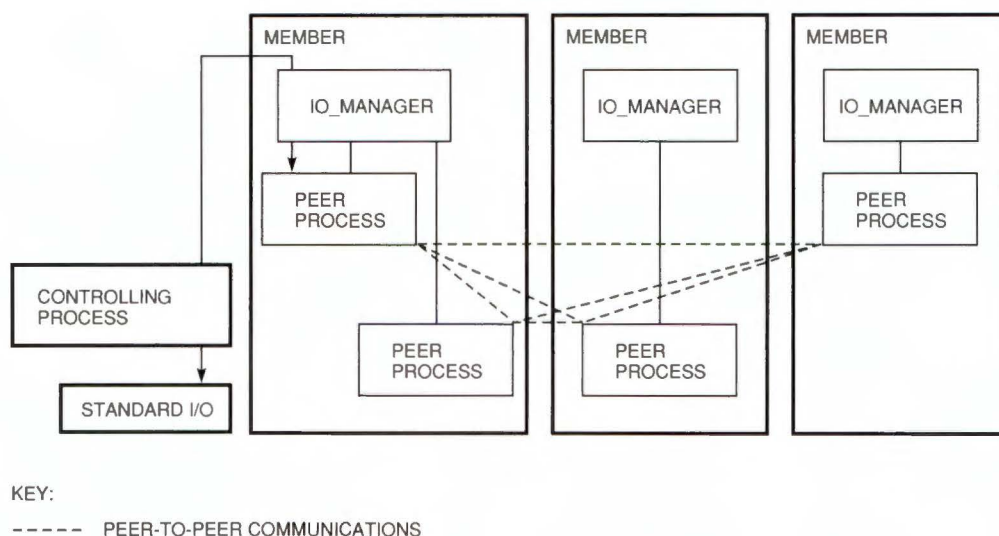 MEMBER
IO_MANAGER
PEER
PROCESS
PEER
PROCESS
MEMBER
IO_MANAGER
PEER
PROCESS
MEMBER
IO_MANAGER
PEER
PROCESS
CONTROLLING
PROCESS
STANDARD I/O
KEY:
PEER-TO-PEER COMMUNICATIONS